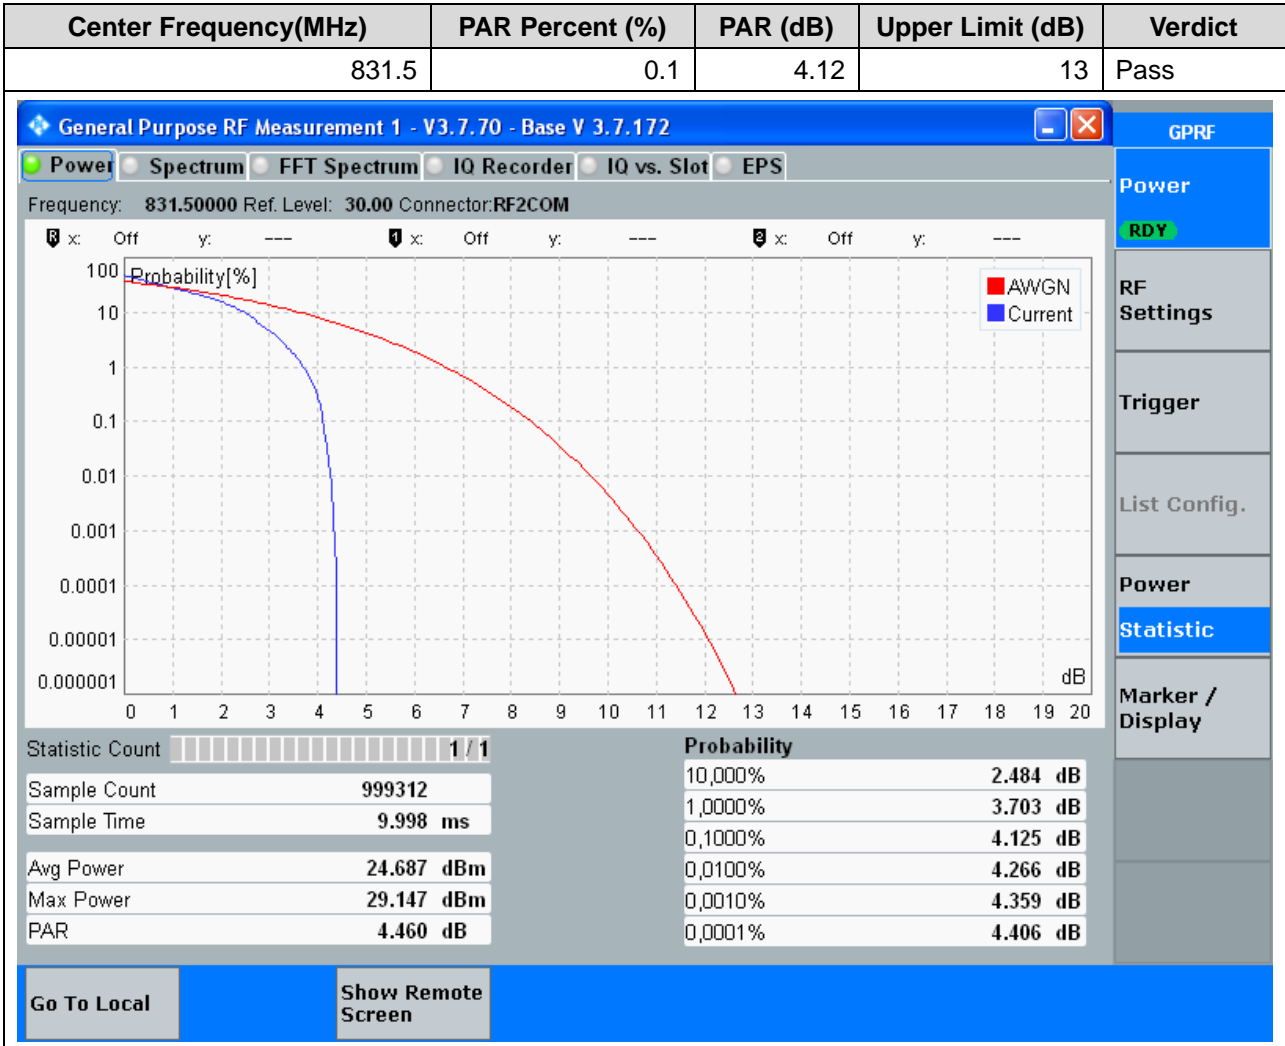 Center Frequency(MHz) PAR Percent (%) PAR (dB) Upper Limit (dB) Verdict
831.5 0.1 4.12 13 Pass
General Purpose RF Measurement 1 - V3.7.70 - Base V 3.7.172
GPRF
Power Spectrum FFT Spectrum IQ Recorder IQ vs. Slot EPS
Power
RDY
Frequency: 831.50000 Ref. Level: 30.00 Connector:RF2COM
R x: Off y: --- 1 x: Off y: --- 2 x: Off y: ---
Probability[%]
100
10
1
0.1
0.01
0.001
0.0001
0.00001
0.000001
AWGN
Current
dB
0 1 2 3 4 5 6 7 8 9 10 11 12 13 14 15 16 17 18 19 20
RF
Settings
Trigger
List Config.
Power
Statistic
Marker /
Display
Statistic Count 1 / 1
Sample Count 999312
Sample Time 9.998 ms
Avg Power 24.687 dBm
Max Power 29.147 dBm
PAR 4.460 dB
Probability
10,000% 2.484 dB
1,0000% 3.703 dB
0,1000% 4.125 dB
0,0100% 4.266 dB
0,0010% 4.359 dB
0,0001% 4.406 dB
Go To Local
Show Remote
Screen